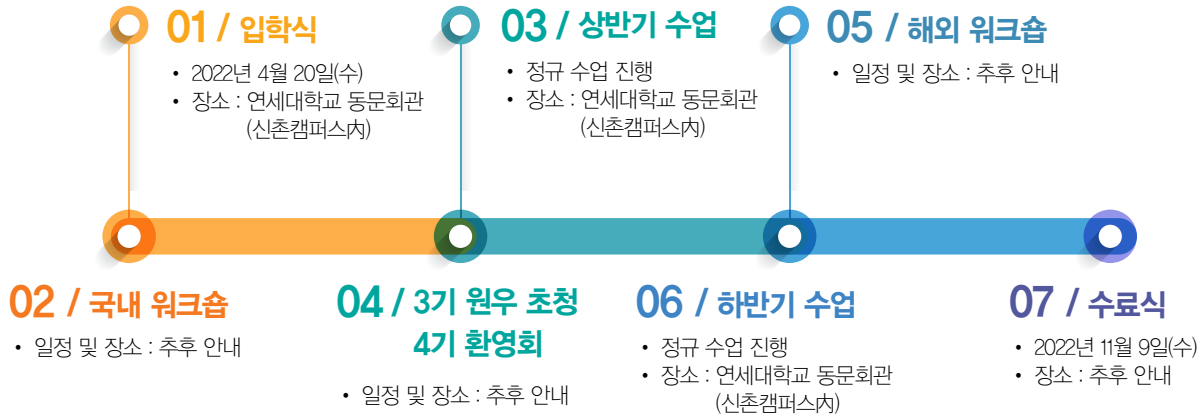 01 / 입학식
• 2022년 4월 20일(수)
• 장소 : 연세대학교 동문회관
(신촌캠퍼스內)
02 / 국내 워크숍
• 일정 및 장소 : 추후 안내
03 / 상반기 수업
• 정규 수업 진행
• 장소 : 연세대학교 동문회관
(신촌캠퍼스內)
04 / 3기 원우 초청
4기 환영회
• 일정 및 장소 : 추후 안내
05 / 해외 워크숍
• 일정 및 장소 : 추후 안내
06 / 하반기 수업
• 정규 수업 진행
• 장소 : 연세대학교 동문회관
(신촌캠퍼스內)
07 / 수료식
• 2022년 11월 9일(수)
• 장소 : 추후 안내